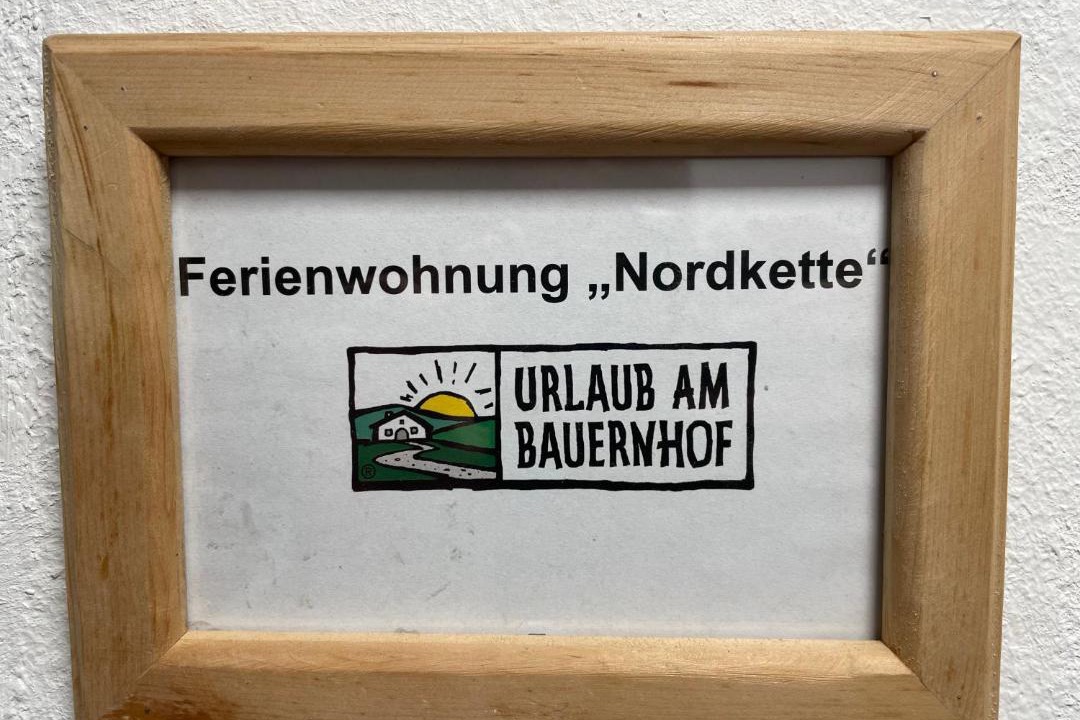 Ferienwohnung „Nordkette“
URLAUB AM
BAUERNHOF
®